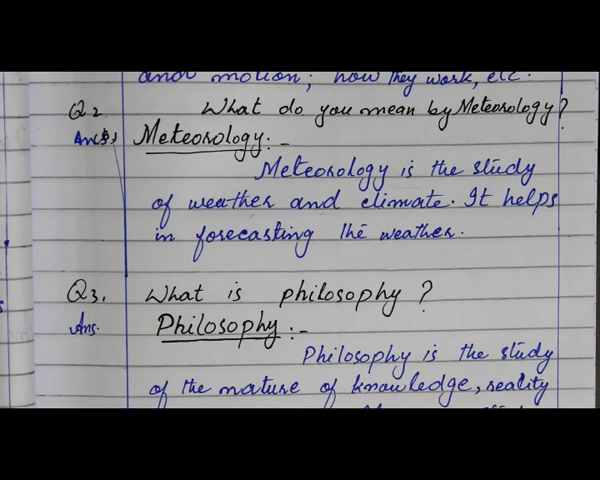 and motion; how they work, etc.
Q2. What do you mean by Meteorology?
Ans) Meteorology:-
Meteorology is the study
of weather and climate. It helps
in forecasting the weather.
Q3. What is philosophy?
Ans. Philosophy:-
Philosophy is the study
of the nature of knowledge, reality